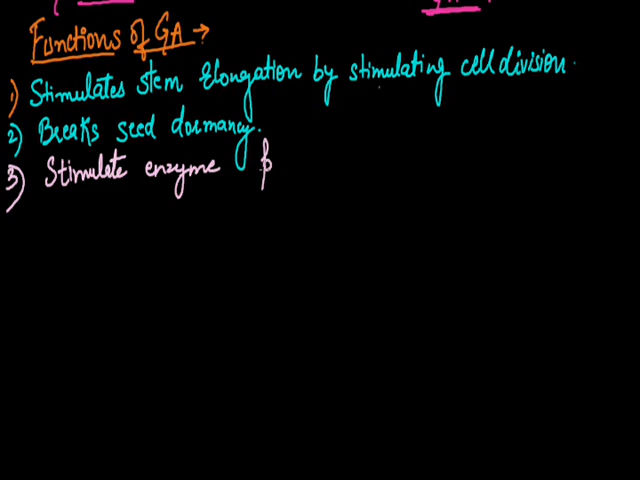 Functions of GA →
1) Stimulates stem Elongation by stimulating cell division.
2) Breaks seed dormancy.
3) Stimulate enzyme p